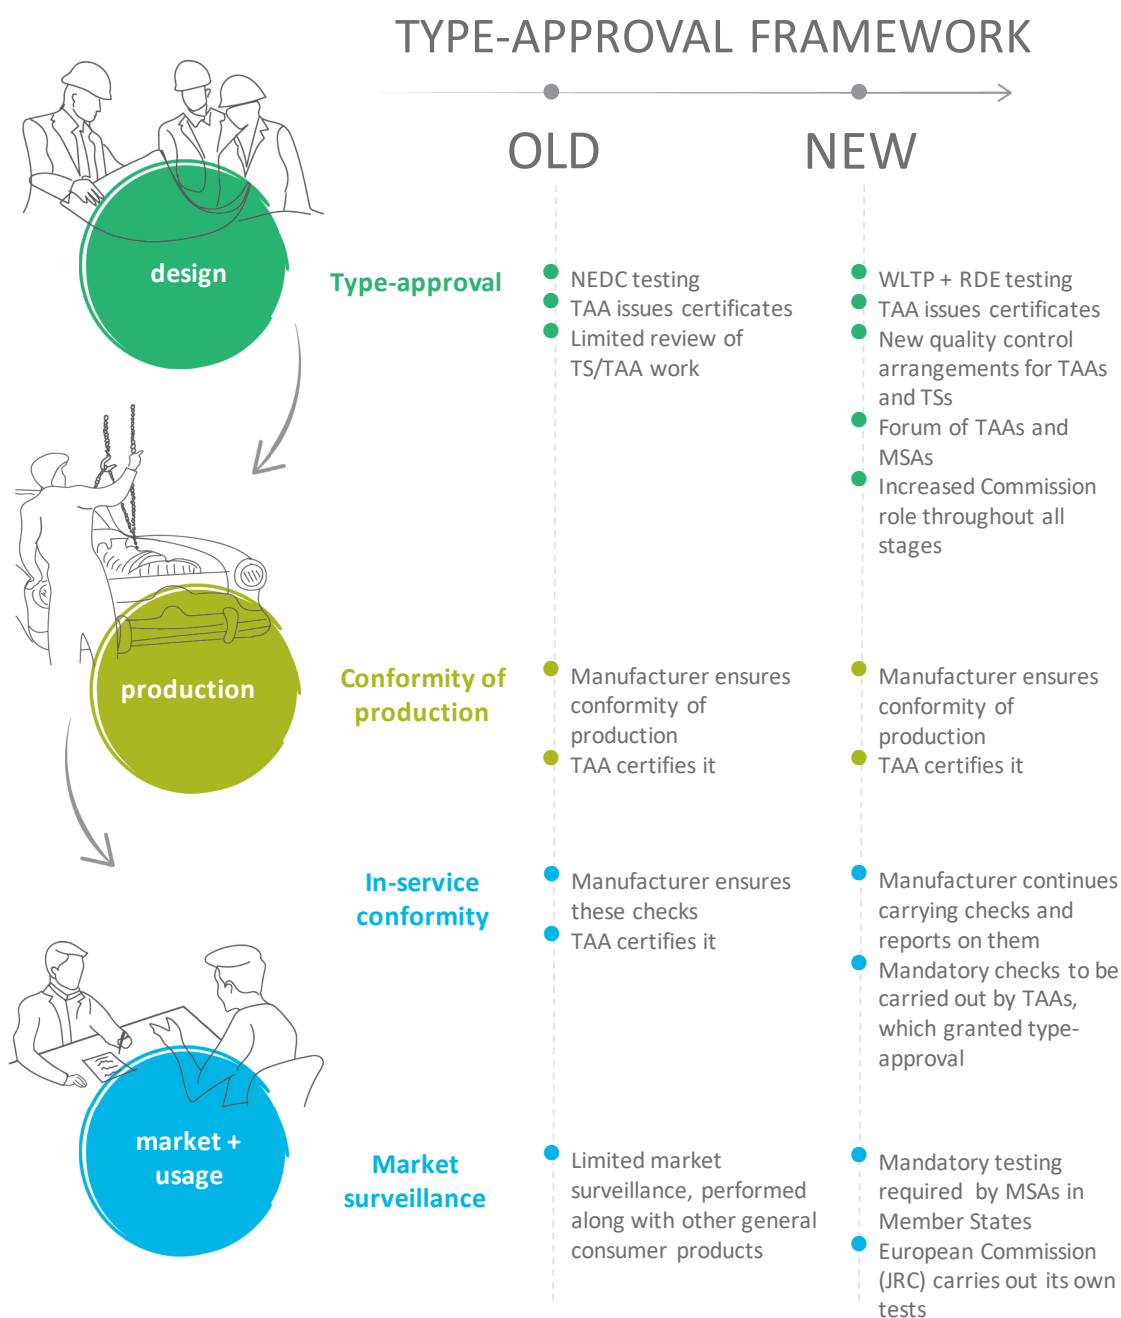 TYPE-APPROVAL FRAMEWORK
OLD
NEW
design
Type-approval
NEDC testing
TAA issues certificates
Limited review of
TS/TAA work
WLTP + RDE testing
TAA issues certificates
New quality control
arrangements for TAAs
and TSs
Forum of TAAs and
MSAs
Increased Commission
role throughout all
stages
production
Conformity of
production
Manufacturer ensures
conformity of
production
TAA certifies it
Manufacturer ensures
conformity of
production
TAA certifies it
In-service
conformity
Manufacturer ensures
these checks
TAA certifies it
Manufacturer continues
carrying checks and
reports on them
Mandatory checks to be
carried out by TAAs,
which granted type-
approval
market +
usage
Market
surveillance
Limited market
surveillance, performed
along with other general
consumer products
Mandatory testing
required by MSAs in
Member States
European Commission
(JRC) carries out its own
tests